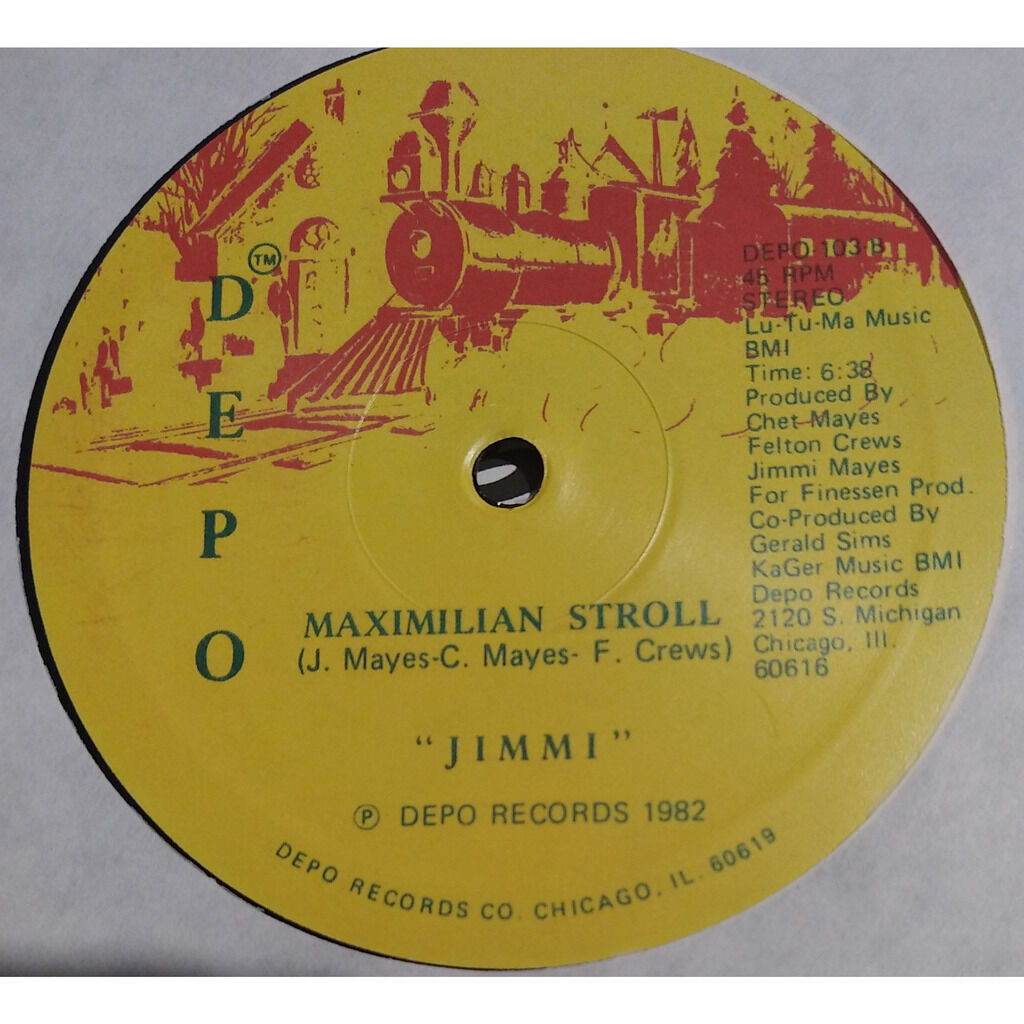 DEPO
TM
DEPO 103 B
45 RPM
STEREO
Lu-Tu-Ma Music
BMI
Time: 6:38
Produced By
Chet Mayes
Felton Crews
Jimmi Mayes
For Finessen Prod.
Co-Produced By
Gerald Sims
KaGer Music BMI
Depo Records
2120 S. Michigan
Chicago, Ill.
60616
MAXIMILIAN STROLL
(J. Mayes-C. Mayes- F. Crews)
"JIMMI"
Ⓟ DEPO RECORDS 1982
DEPO RECORDS CO. CHICAGO, IL. 60619